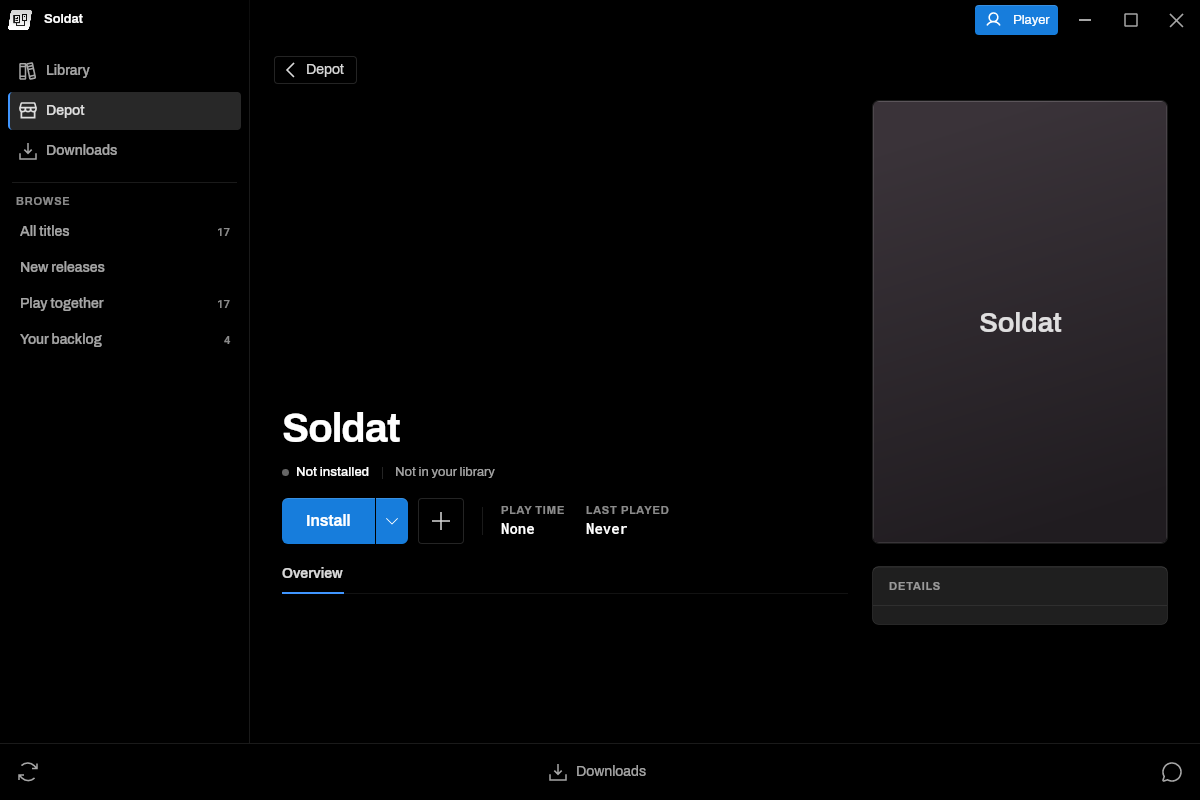 Soldat
Player
Library
Depot
Downloads
BROWSE
All titles 17
New releases
Play together 17
Your backlog 4
Depot
Soldat
Not installed
Not in your library
Install
PLAY TIME
None
LAST PLAYED
Never
Overview
Soldat
DETAILS
Downloads